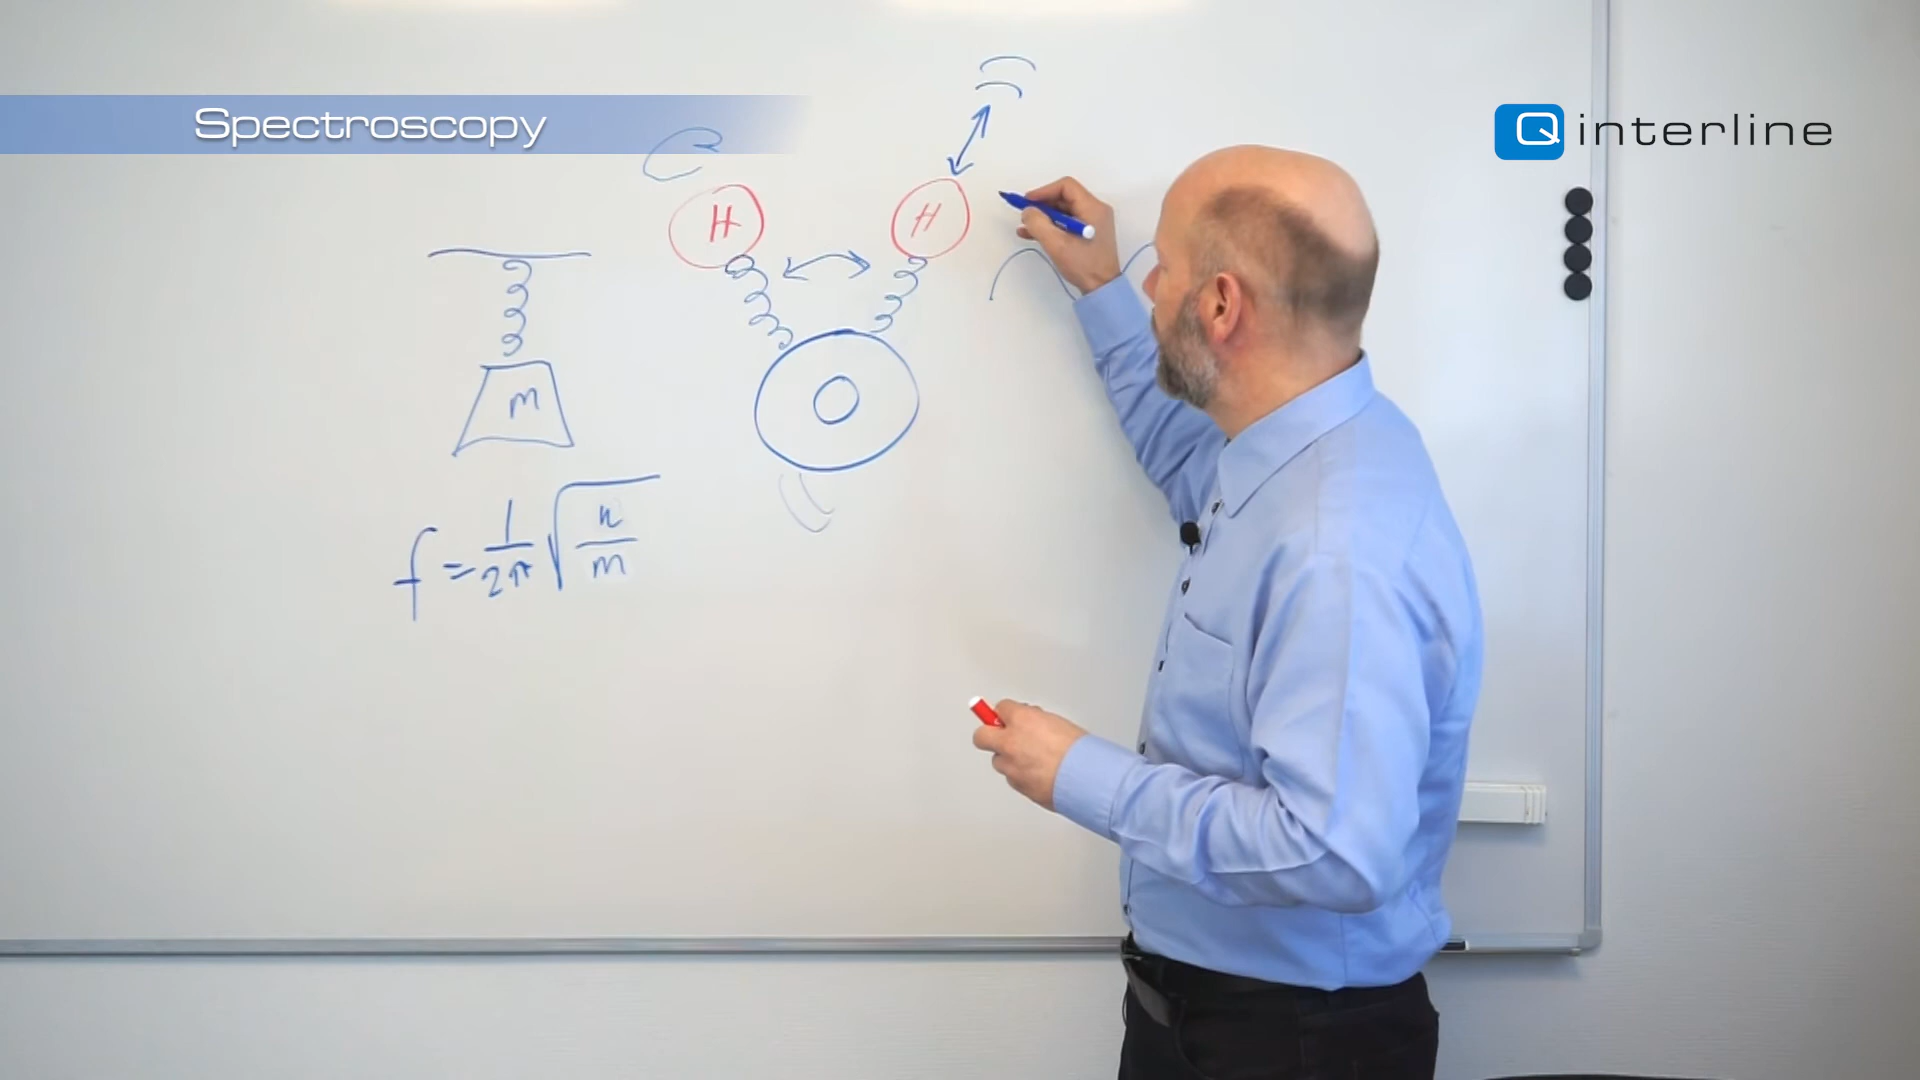 Spectroscopy
Q interline
H
H
m
O
f = 1/2π √k/m